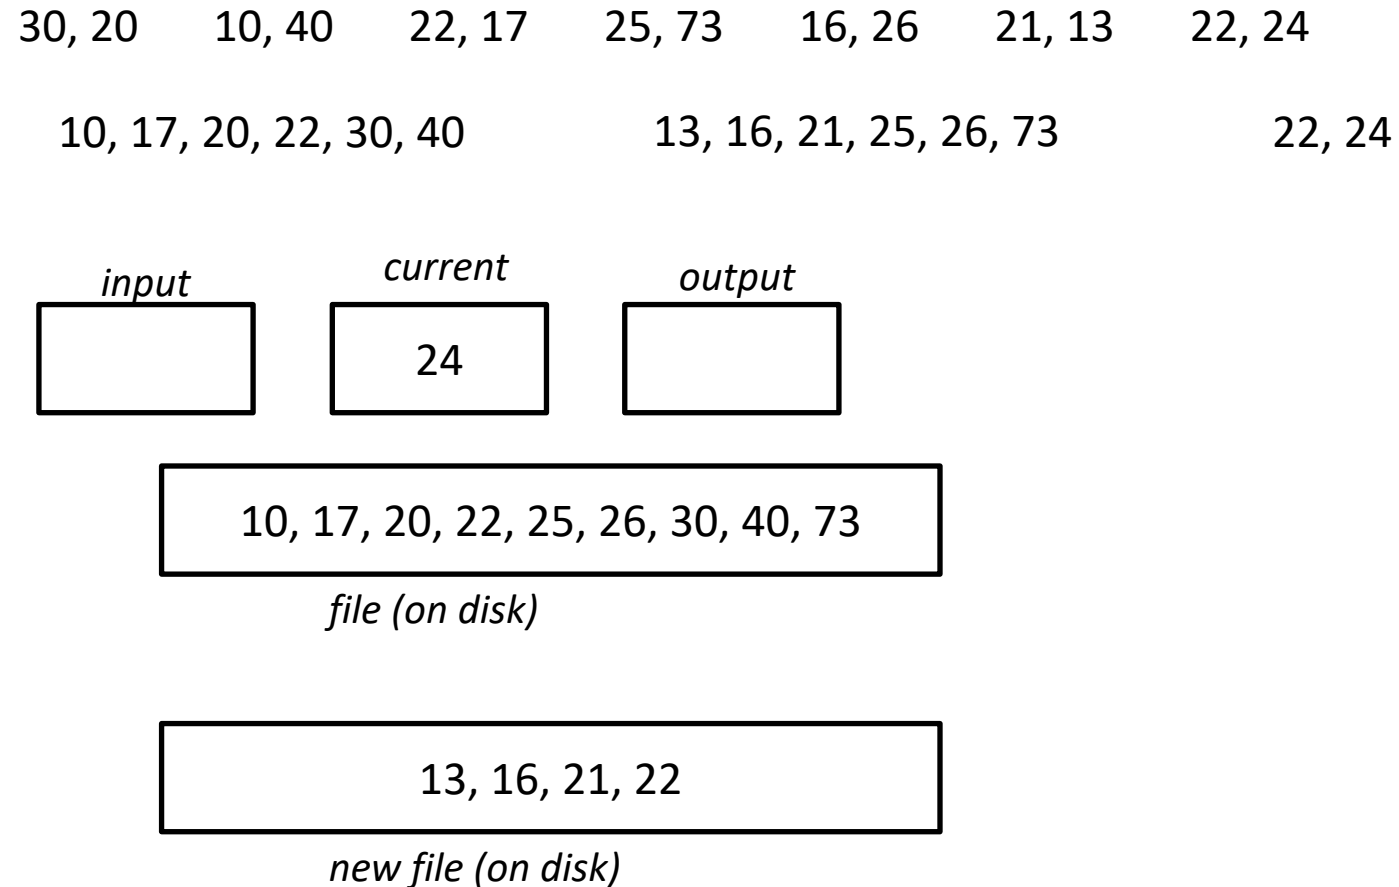 30, 20 10, 40 22, 17 25, 73 16, 26 21, 13 22, 24
10, 17, 20, 22, 30, 40 13, 16, 21, 25, 26, 73 22, 24
input current output
24
10, 17, 20, 22, 25, 26, 30, 40, 73
file (on disk)
13, 16, 21, 22
new file (on disk)